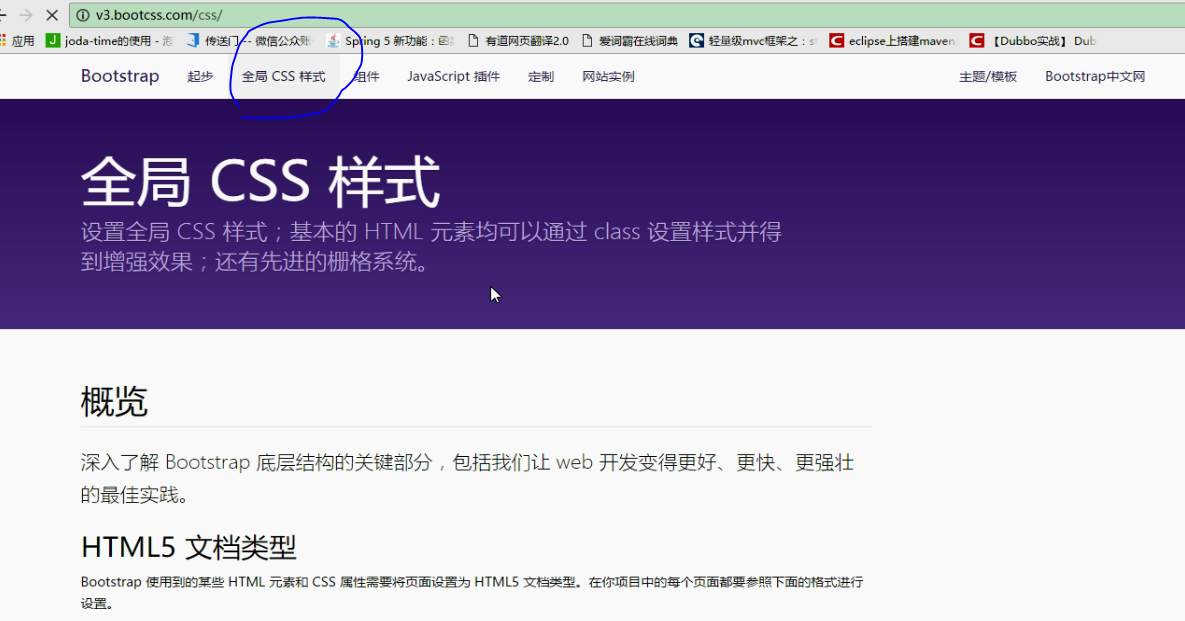 v3.bootcss.com/css/
应用 joda-time的使用 - 传送门 -- 微信公众账 Spring 5 新功能： 有道网页翻译2.0 爱词霸在线词典 轻量级mvc框架之： eclipse上搭建maven 【Dubbo实战】 Dub
Bootstrap 起步 全局 CSS 样式 组件 JavaScript 插件 定制 网站实例 主题/模板 Bootstrap中文网
全局 CSS 样式
设置全局 CSS 样式；基本的 HTML 元素均可以通过 class 设置样式并得
到增强效果；还有先进的栅格系统。
概览
深入了解 Bootstrap 底层结构的关键部分，包括我们让 web 开发变得更好、更快、更强壮
的最佳实践。
HTML5 文档类型
Bootstrap 使用到的某些 HTML 元素和 CSS 属性需要将页面设置为 HTML5 文档类型。在你项目中的每个页面都要参照下面的格式进行
设置。